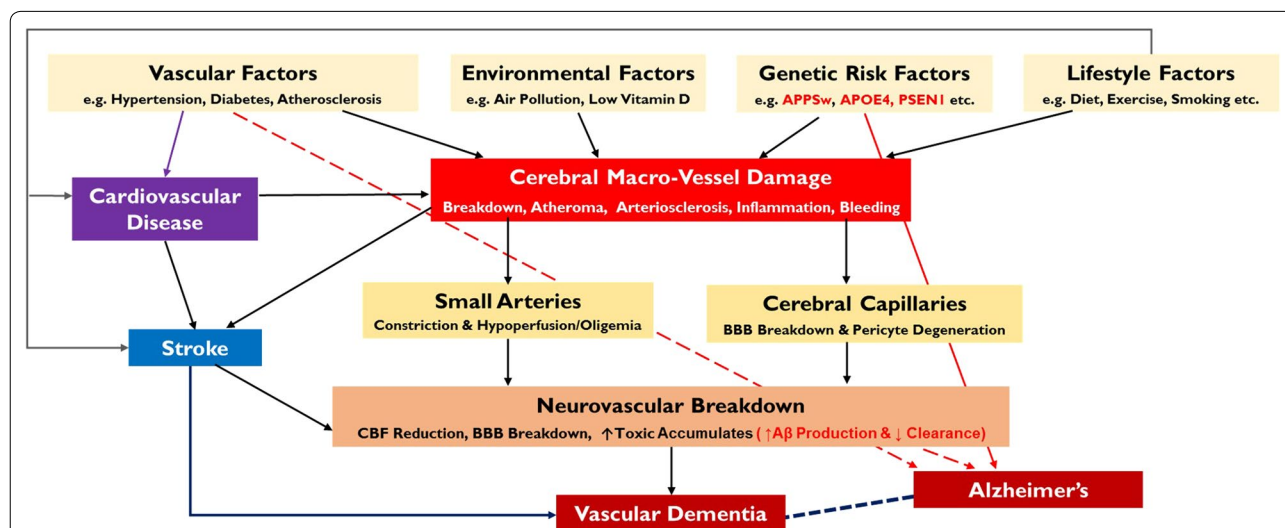 Vascular Factors
e.g. Hypertension, Diabetes, Atherosclerosis
Environmental Factors
e.g. Air Pollution, Low Vitamin D
Genetic Risk Factors
e.g. APPSw, APOE4, PSEN1 etc.
Lifestyle Factors
e.g. Diet, Exercise, Smoking etc.
Cardiovascular
Disease
Cerebral Macro-Vessel Damage
Breakdown, Atheroma, Arteriosclerosis, Inflammation, Bleeding
Small Arteries
Constriction & Hypoperfusion/Oligemia
Cerebral Capillaries
BBB Breakdown & Pericyte Degeneration
Stroke
Neurovascular Breakdown
CBF Reduction, BBB Breakdown, ↑Toxic Accumulates ( ↑Aβ Production & ↓ Clearance)
Alzheimer's
Vascular Dementia